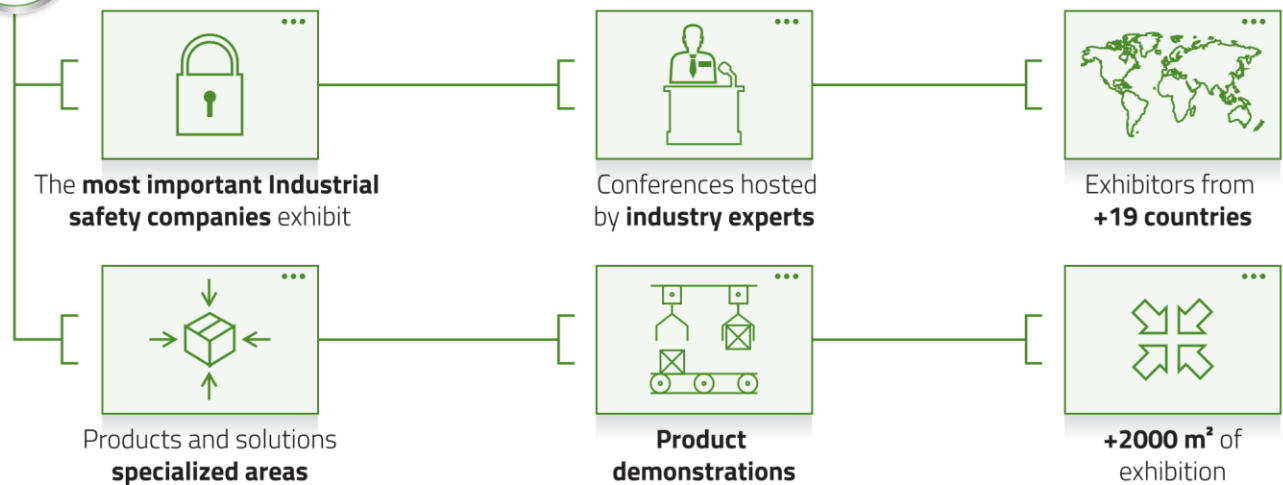 The most important Industrial
safety companies exhibit
Conferences hosted
by industry experts
Exhibitors from
+19 countries
Products and solutions
specialized areas
Product
demonstrations
+2000 m² of
exhibition